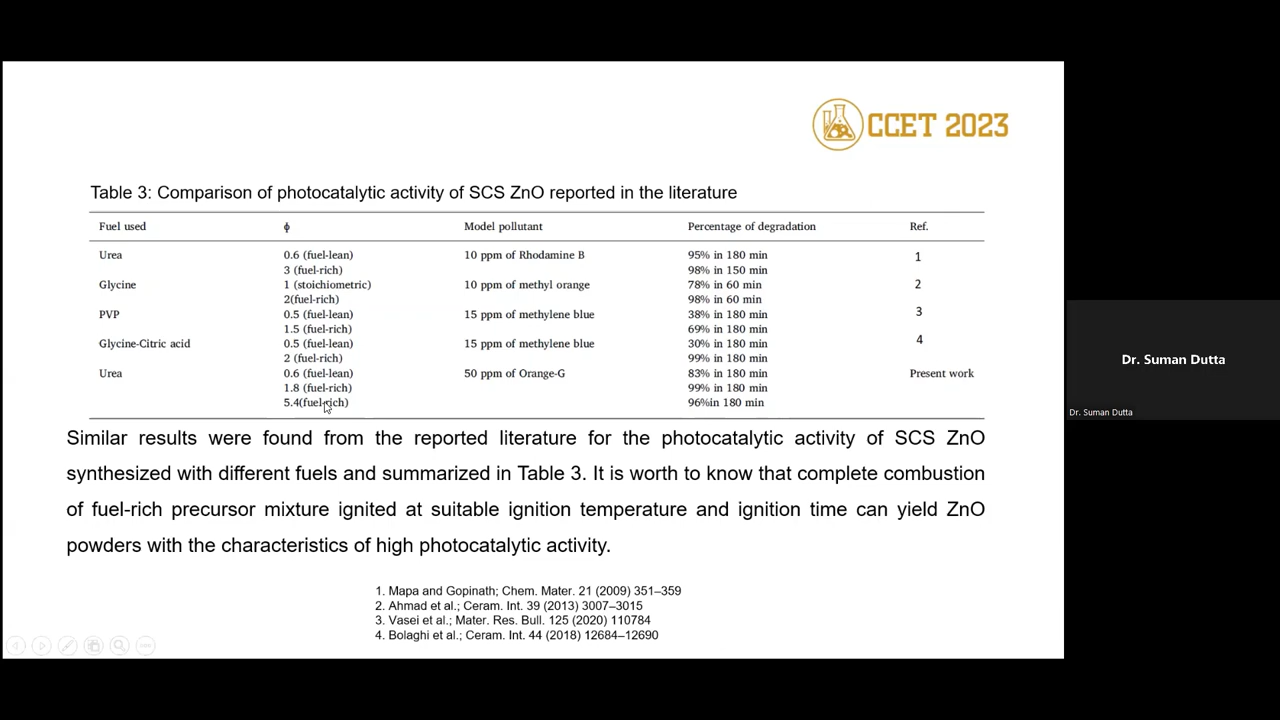 CCET 2023
Table 3: Comparison of photocatalytic activity of SCS ZnO reported in the literature
Fuel used ϕ Model pollutant Percentage of degradation Ref.
Urea 0.6 (fuel-lean) 10 ppm of Rhodamine B 95% in 180 min 1
3 (fuel-rich) 98% in 150 min
Glycine 1 (stoichiometric) 10 ppm of methyl orange 78% in 60 min 2
2(fuel-rich) 98% in 60 min
PVP 0.5 (fuel-lean) 15 ppm of methylene blue 38% in 180 min 3
1.5 (fuel-rich) 69% in 180 min
Glycine-Citric acid 0.5 (fuel-lean) 15 ppm of methylene blue 30% in 180 min 4
2 (fuel-rich) 99% in 180 min
Urea 0.6 (fuel-lean) 50 ppm of Orange-G 83% in 180 min Present work
1.8 (fuel-rich) 99% in 180 min
5.4(fuel-rich) 96%in 180 min
Similar results were found from the reported literature for the photocatalytic activity of SCS ZnO
synthesized with different fuels and summarized in Table 3. It is worth to know that complete combustion
of fuel-rich precursor mixture ignited at suitable ignition temperature and ignition time can yield ZnO
powders with the characteristics of high photocatalytic activity.
1. Mapa and Gopinath; Chem. Mater. 21 (2009) 351–359
2. Ahmad et al.; Ceram. Int. 39 (2013) 3007–3015
3. Vasei et al.; Mater. Res. Bull. 125 (2020) 110784
4. Bolaghi et al.; Ceram. Int. 44 (2018) 12684–12690
Dr. Suman Dutta
Dr. Suman Dutta